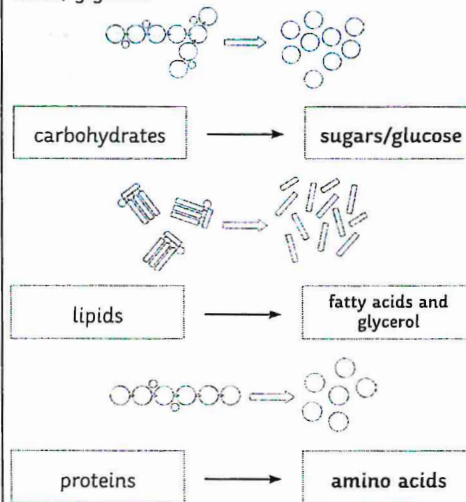 carbohydrates
sugars/glucose
lipids
fatty acids and
glycerol
proteins
amino acids